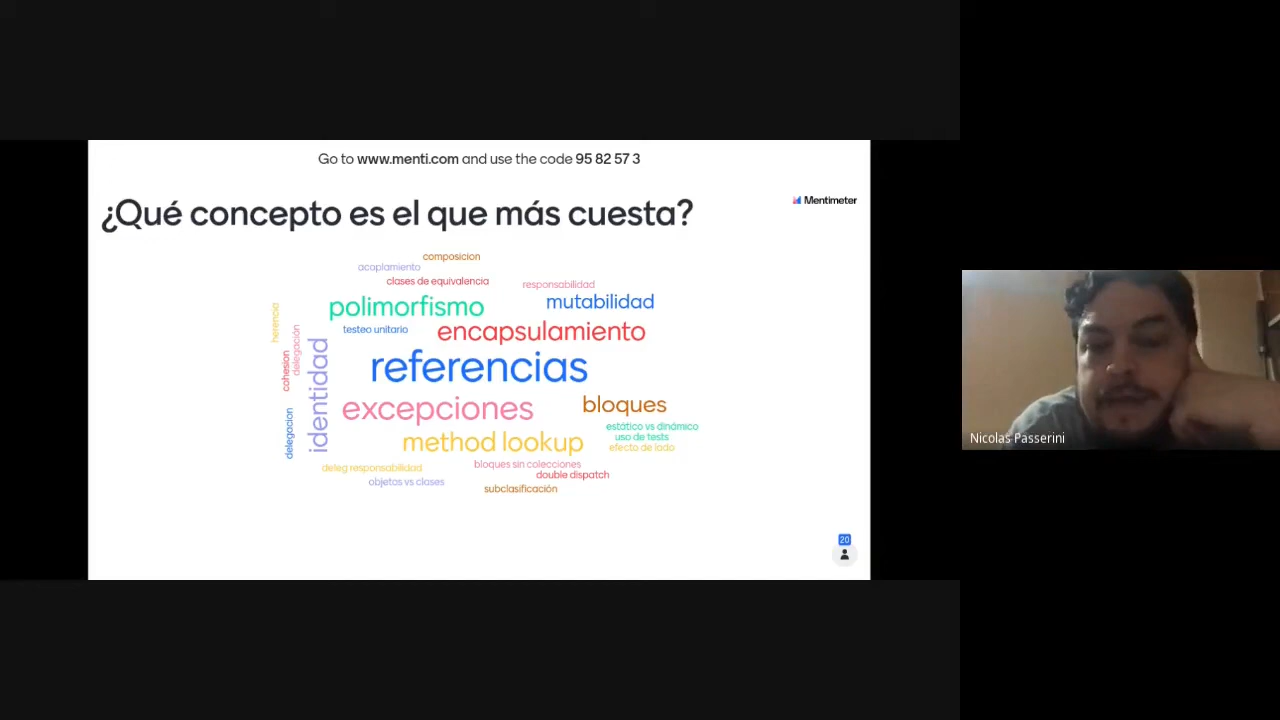 Go to www.menti.com and use the code 95 82 57 3
¿Qué concepto es el que más cuesta?
Mentimeter
composicion
acoplamiento
clases de equivalencia
responsabilidad
polimorfismo
mutabilidad
herencia
testeo unitario
encapsulamiento
delegación
cohesion
identidad
referencias
excepciones
bloques
delegacion
estático vs dinámico
uso de tests
method lookup
efecto de lado
deleg responsabilidad
bloques sin colecciones
double dispatch
objetos vs clases
subclasificación
20
Nicolas Passerini